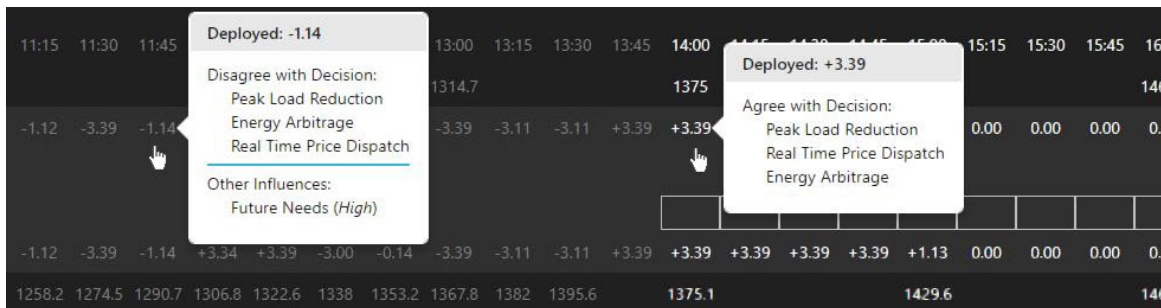 11:15 11:30 11:45 13:00 13:15 13:30 13:45 14:00 15:15 15:30 15:45 16
Deployed: -1.14
Disagree with Decision:
Peak Load Reduction
Energy Arbitrage
Real Time Price Dispatch
Other Influences:
Future Needs (High)
Deployed: +3.39
Agree with Decision:
Peak Load Reduction
Real Time Price Dispatch
Energy Arbitrage
1314.7 1375
-1.12 -3.39 -1.14 -3.39 -3.11 -3.11 +3.39 +3.39 0.00 0.00 0.00 0.
-1.12 -3.39 -1.14 +3.34 +3.39 -3.00 -0.14 -3.39 -3.11 -3.11 +3.39 +3.39 +3.39 +3.39 +3.39 +1.13 0.00 0.00 0.00 0.
1258.2 1274.5 1290.7 1306.8 1322.6 1338 1353.2 1367.8 1382 1395.6 1375.1 1429.6